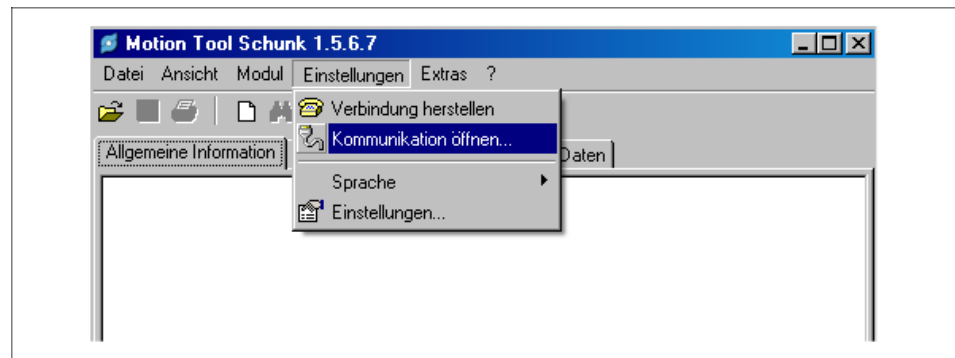 Motion Tool Schunk 1.5.6.7
Datei Ansicht Modul Einstellungen Extras ?
Verbindung herstellen
Kommunikation öffnen...
Allgemeine Information Daten
Sprache
Einstellungen...